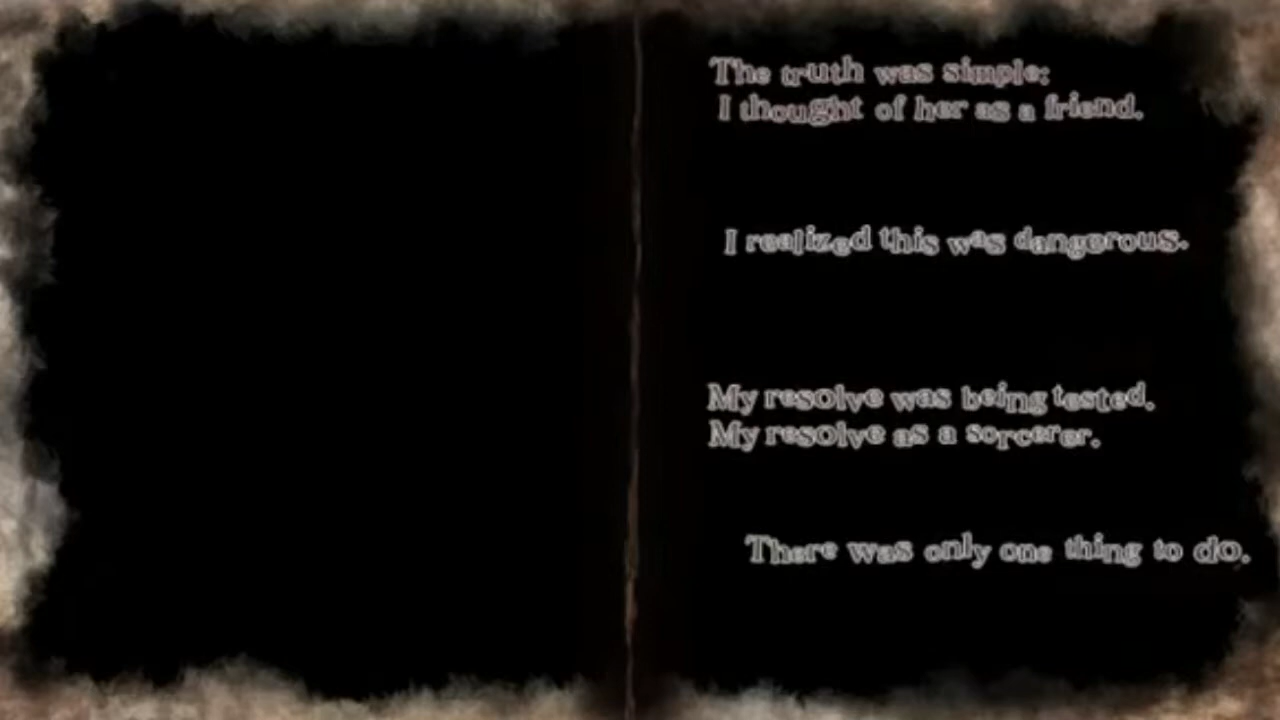 The truth was simple:
I thought of her as a friend.
I realized this was dangerous.
My resolve was being tested.
My resolve as a sorcerer.
There was only one thing to do.